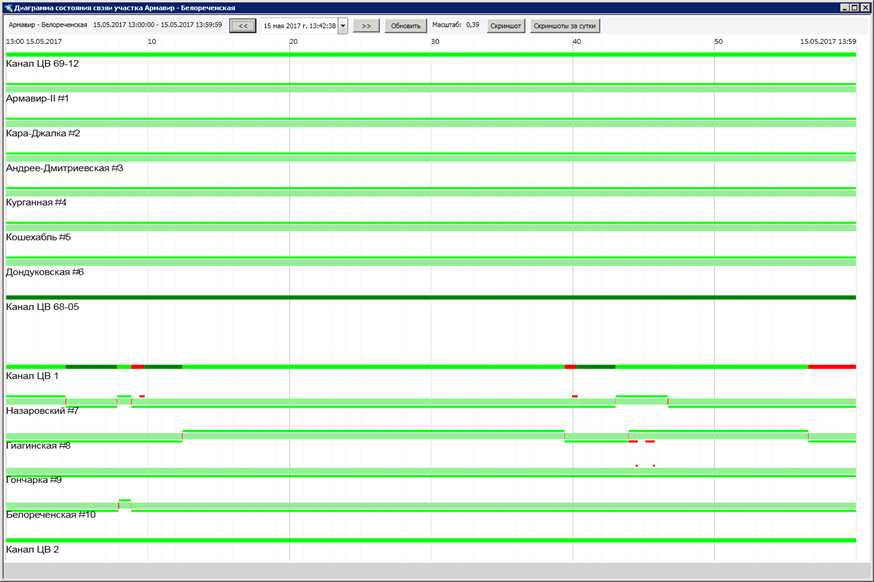 Диаграмма состояния связи участка Армавир - Белореченская
Армавир - Белореченская 15.05.2017 13:00:00 - 15.05.2017 13:59:59 << 15 мая 2017 г. 13:42:38 >> Обновить Масштаб: 0,39 Скриншот Скриншоты за сутки
13:00 15.05.2017 10 20 30 40 50 15.05.2017 13:59
Канал ЦВ 69-12
Армавир-II #1
Кара-Джалка #2
Андрее-Дмитриевская #3
Курганная #4
Кошехабль #5
Дондуковская #6
Канал ЦВ 68-05
Канал ЦВ 1
Назаровский #7
Гиагинская #8
Гончарка #9
Белореченская #10
Канал ЦВ 2